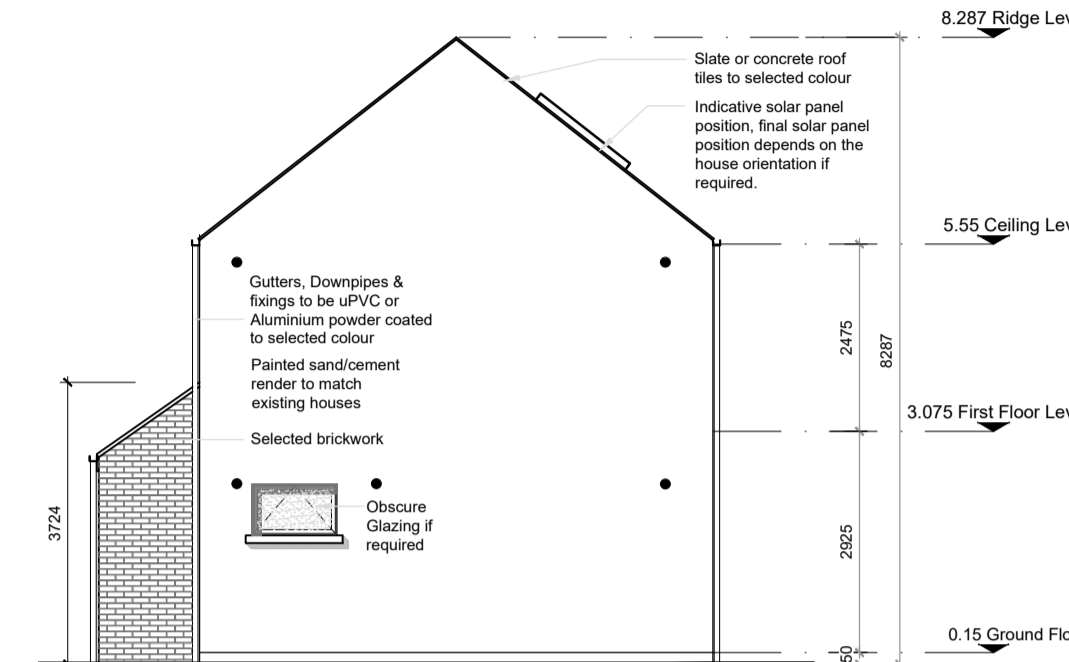 8.287 Ridge Lev
Slate or concrete roof
tiles to selected colour
Indicative solar panel
position, final solar panel
position depends on the
house orientation if
required.
5.55 Ceiling Lev
Gutters, Downpipes &
fixings to be uPVC or
Aluminium powder coated
to selected colour
2475
8287
Painted sand/cement
render to match
existing houses
3.075 First Floor Lev
Selected brickwork
Obscure
Glazing if
required
3724
2925
0.15 Ground Flo
50